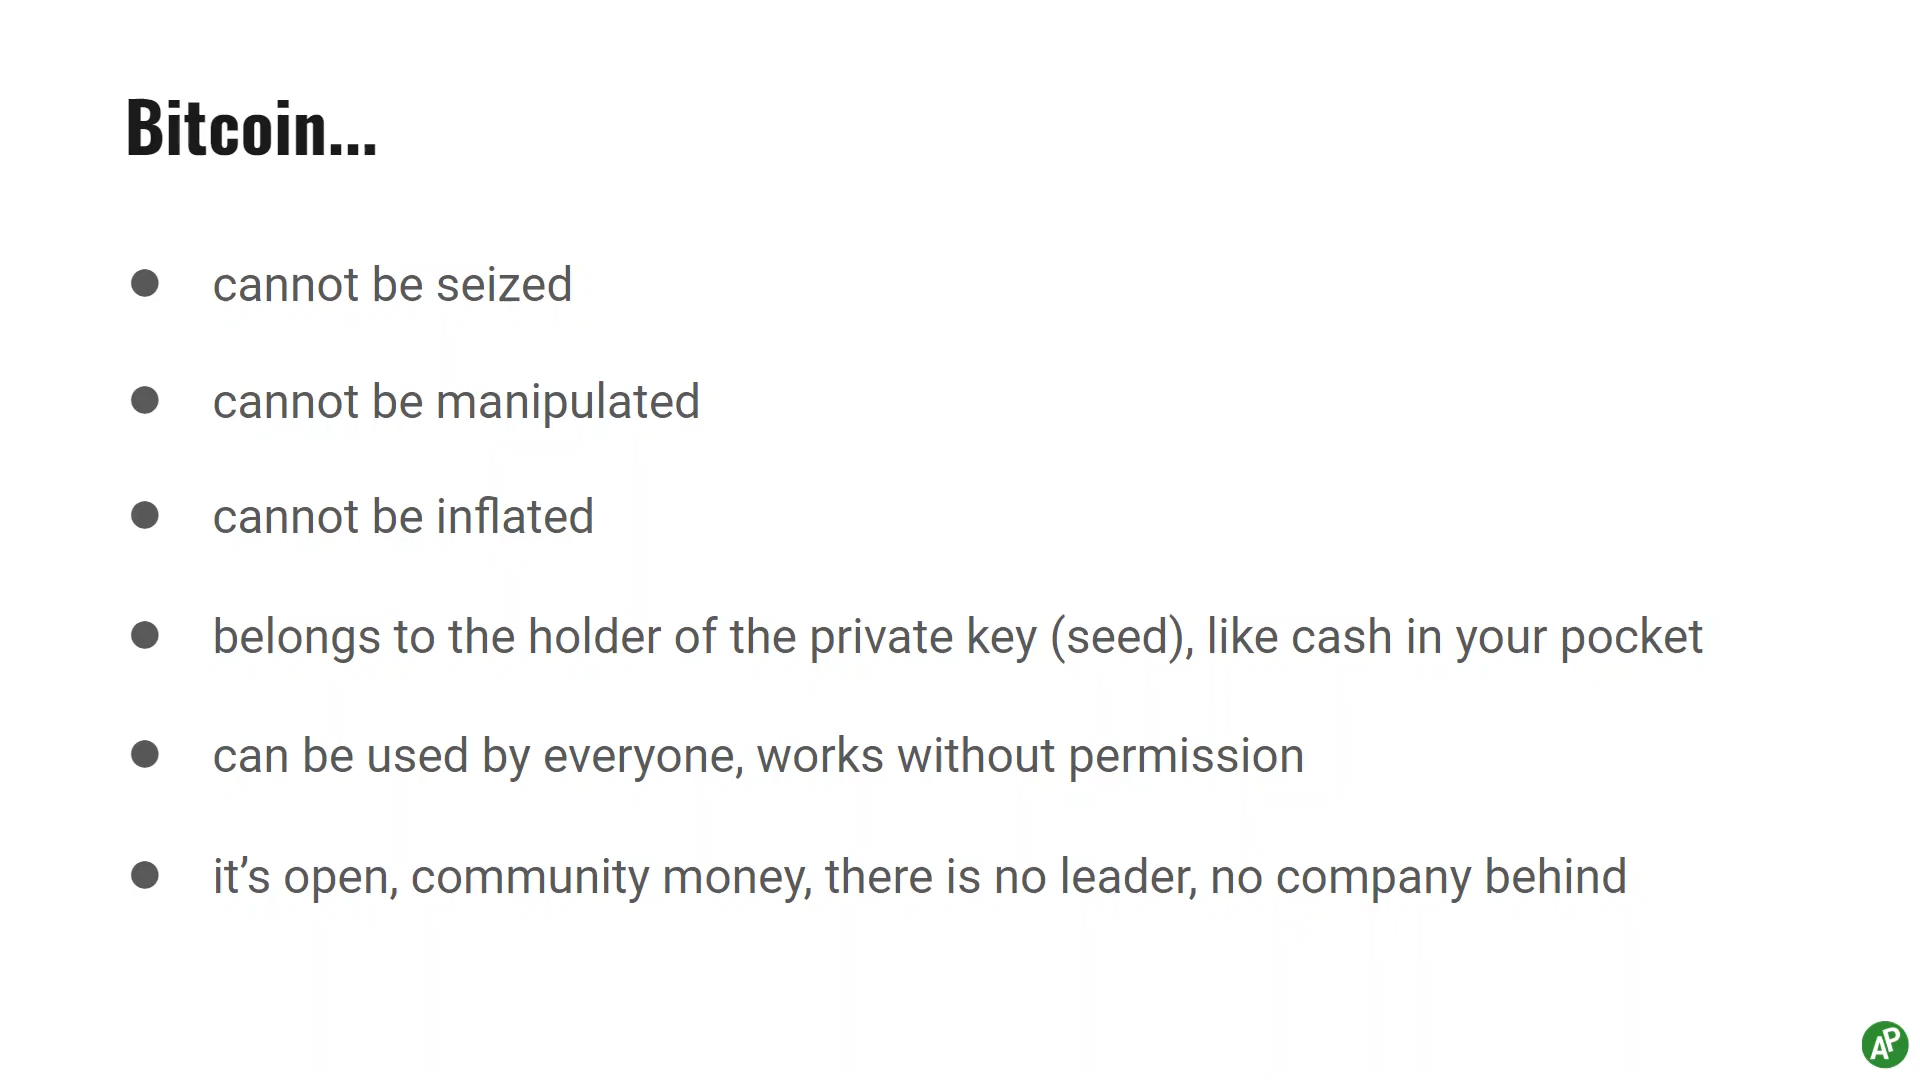 Bitcoin...
● cannot be seized
● cannot be manipulated
● cannot be inflated
● belongs to the holder of the private key (seed), like cash in your pocket
● can be used by everyone, works without permission
● it’s open, community money, there is no leader, no company behind
AP